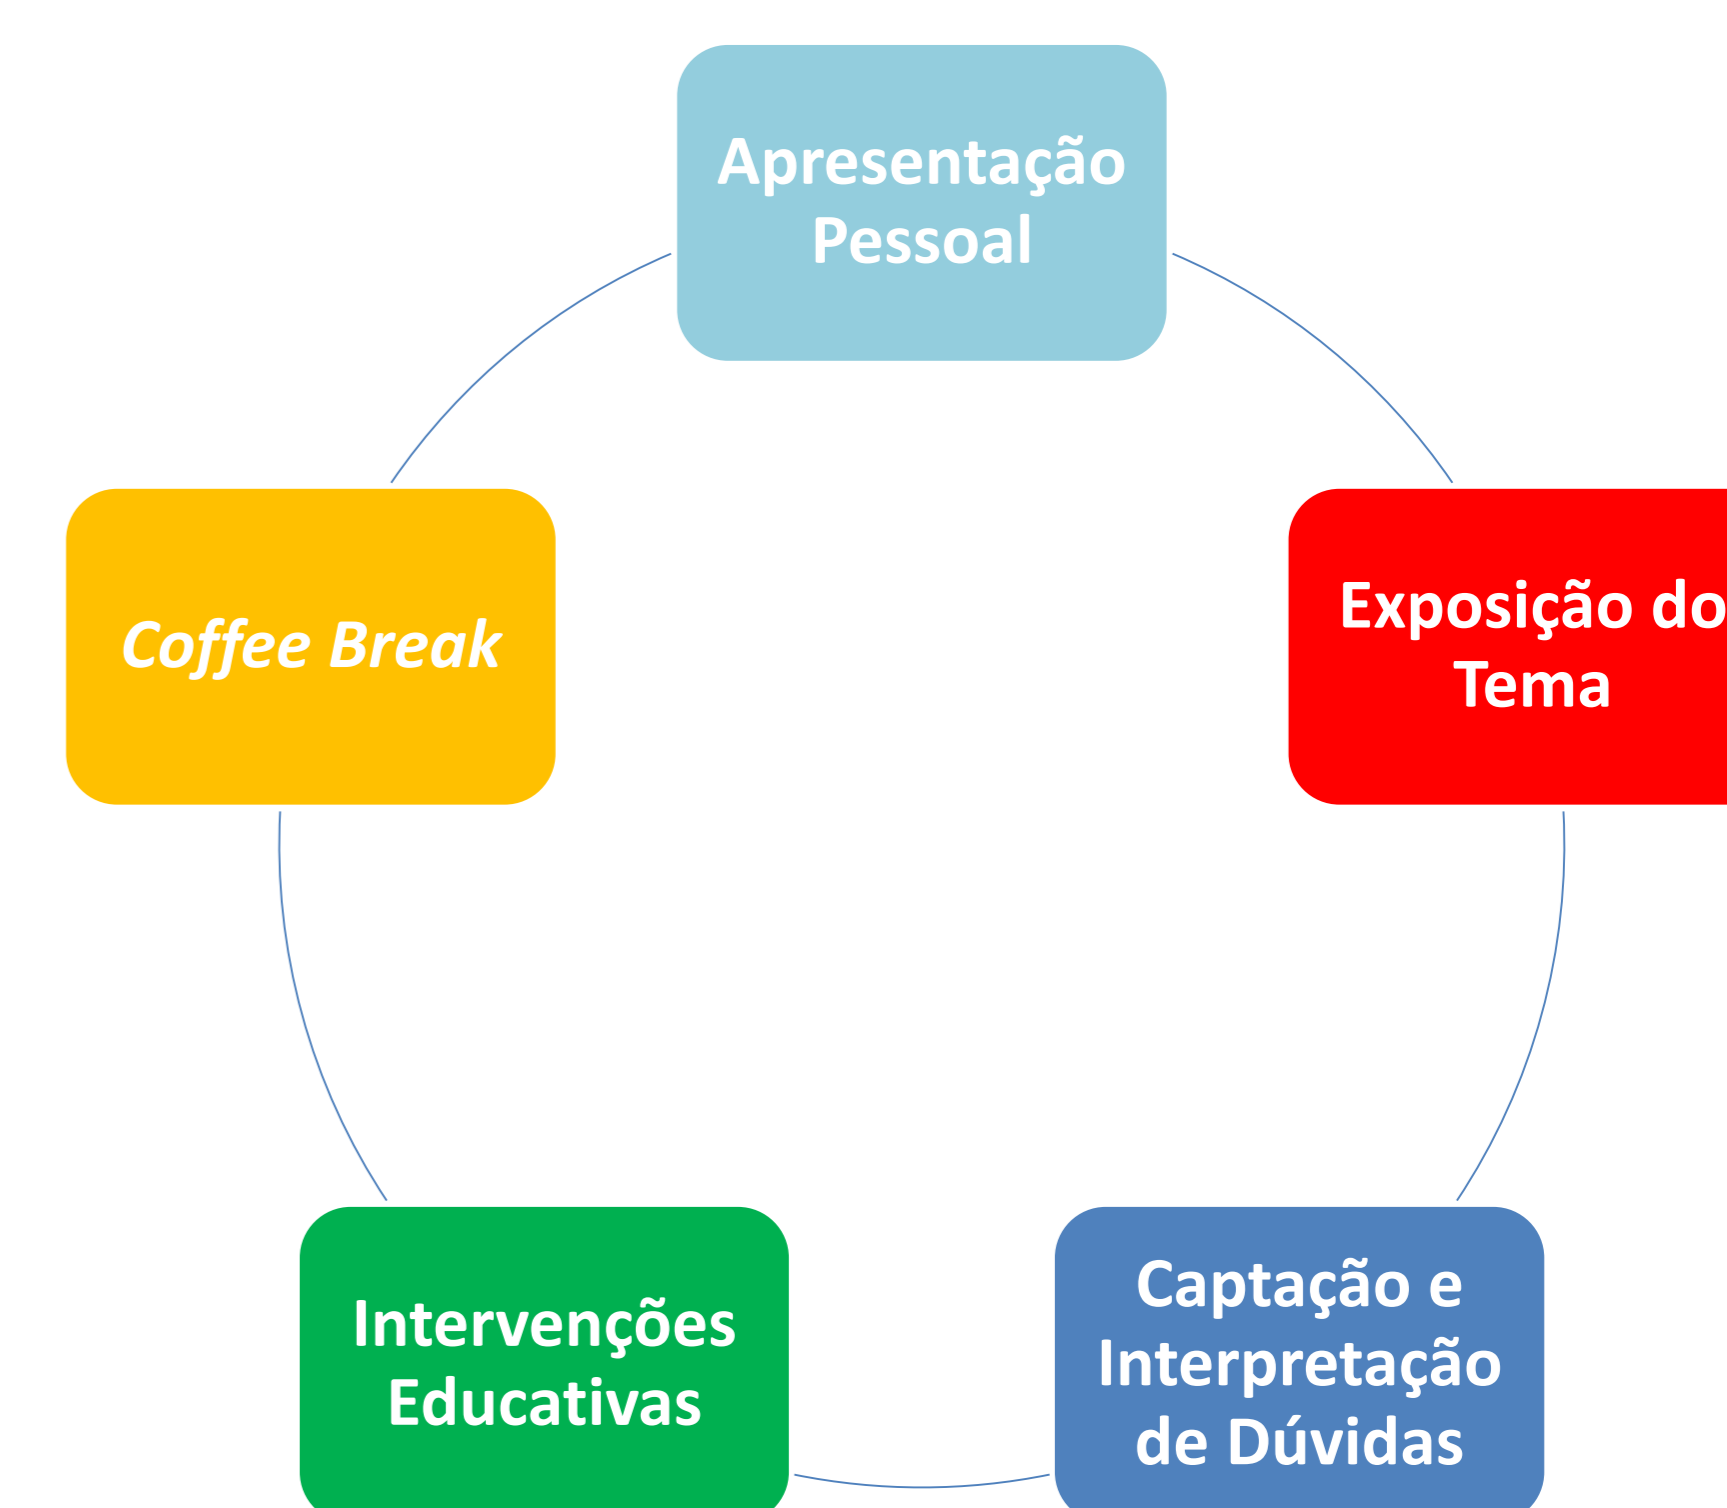 Apresentação
Pessoal
Exposição do
Tema
Captação e
Interpretação
de Dúvidas
Intervenções
Educativas
Coffee Break